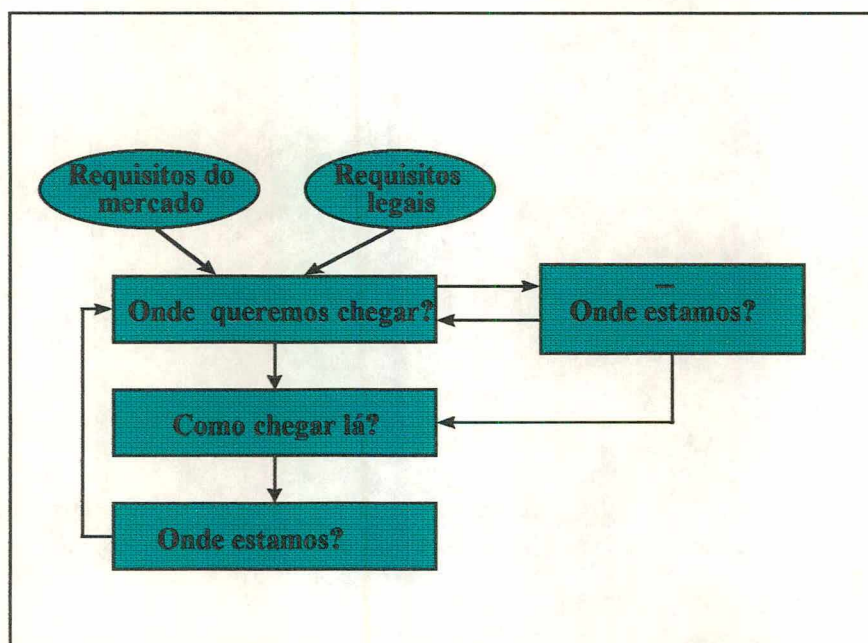 Requisitos do
mercado
Requisitos
legais
Onde queremos chegar?
Onde estamos?
Como chegar lá?
Onde estamos?